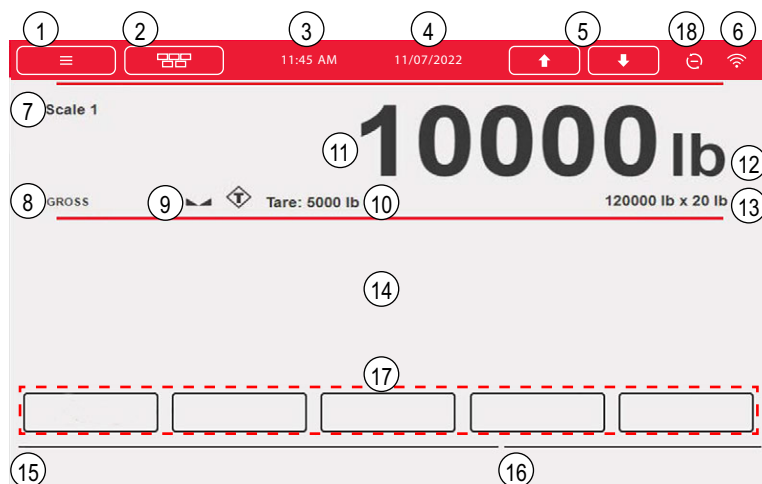 1 2 3 4 5 18 6
11:45 AM 11/07/2022
7 Scale 1
11 10000 lb 12
8 GROSS 9 T Tare: 5000 lb 10 120000 lb x 20 lb 13
14
17
15 16